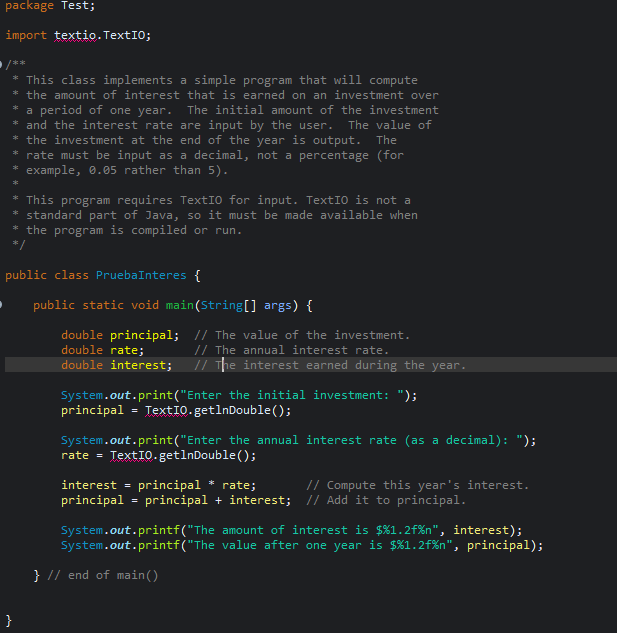 package Test;
import textio.TextIO;
/**
 * This class implements a simple program that will compute
 * the amount of interest that is earned on an investment over
 * a period of one year.  The initial amount of the investment
 * and the interest rate are input by the user.  The value of
 * the investment at the end of the year is output.  The
 * rate must be input as a decimal, not a percentage (for
 * example, 0.05 rather than 5).
 *
 * This program requires TextIO for input. TextIO is not a
 * standard part of Java, so it must be made available when
 * the program is compiled or run.
 */
public class PruebaInteres {
    public static void main(String[] args) {
        double principal;  // The value of the investment.
        double rate;       // The annual interest rate.
        double interest;   // The interest earned during the year.
        System.out.print("Enter the initial investment: ");
        principal = TextIO.getlnDouble();
        System.out.print("Enter the annual interest rate (as a decimal): ");
        rate = TextIO.getlnDouble();
        interest = principal * rate;       // Compute this year's interest.
        principal = principal + interest;  // Add it to principal.
        System.out.printf("The amount of interest is $%1.2f%n", interest);
        System.out.printf("The value after one year is $%1.2f%n", principal);
    } // end of main()
}